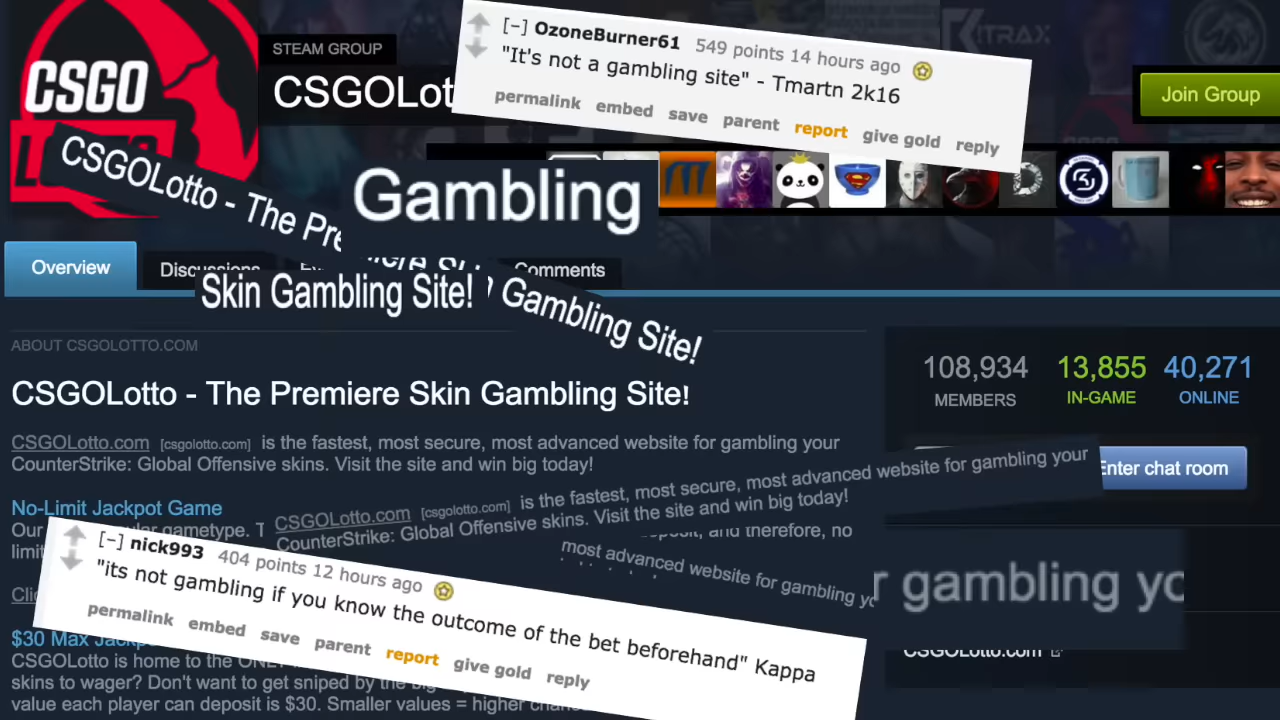 [–] OzoneBurner61 549 points 14 hours ago
"It's not a gambling site" - Tmartn 2k16
permalink embed save parent report give gold reply
STEAM GROUP
CSGOLot
Join Group
CSGO
CSGOLotto - The Pre
Gambling
Overview
Discussions
Comments
Skin Gambling Site!
Gambling Site!
ABOUT CSGOLOTTO.COM
CSGOLotto - The Premiere Skin Gambling Site!
CSGOLotto.com [csgolotto.com] is the fastest, most secure, most advanced website for gambling your
CounterStrike: Global Offensive skins. Visit the site and win big today!
108,934 13,855 40,271
MEMBERS IN-GAME ONLINE
Enter chat room
No-Limit Jackpot Game
Our gametype. T
limit
CSGOLotto.com [csgolotto.com] is the fastest, most secure, most advanced website for gambling your
CounterStrike: Global Offensive skins. Visit the site and win big today!
and therefore, no
most advanced website for gambling yo
r gambling yo
[–] nick993 404 points 12 hours ago
"its not gambling if you know the outcome of the bet beforehand" Kappa
permalink embed save parent report give gold reply
CSGOLotto.com
$30 Max Jackp
CSGOLotto is home to the ONL
skins to wager? Don't want to get sniped by the big
value each player can deposit is $30. Smaller values = higher chan